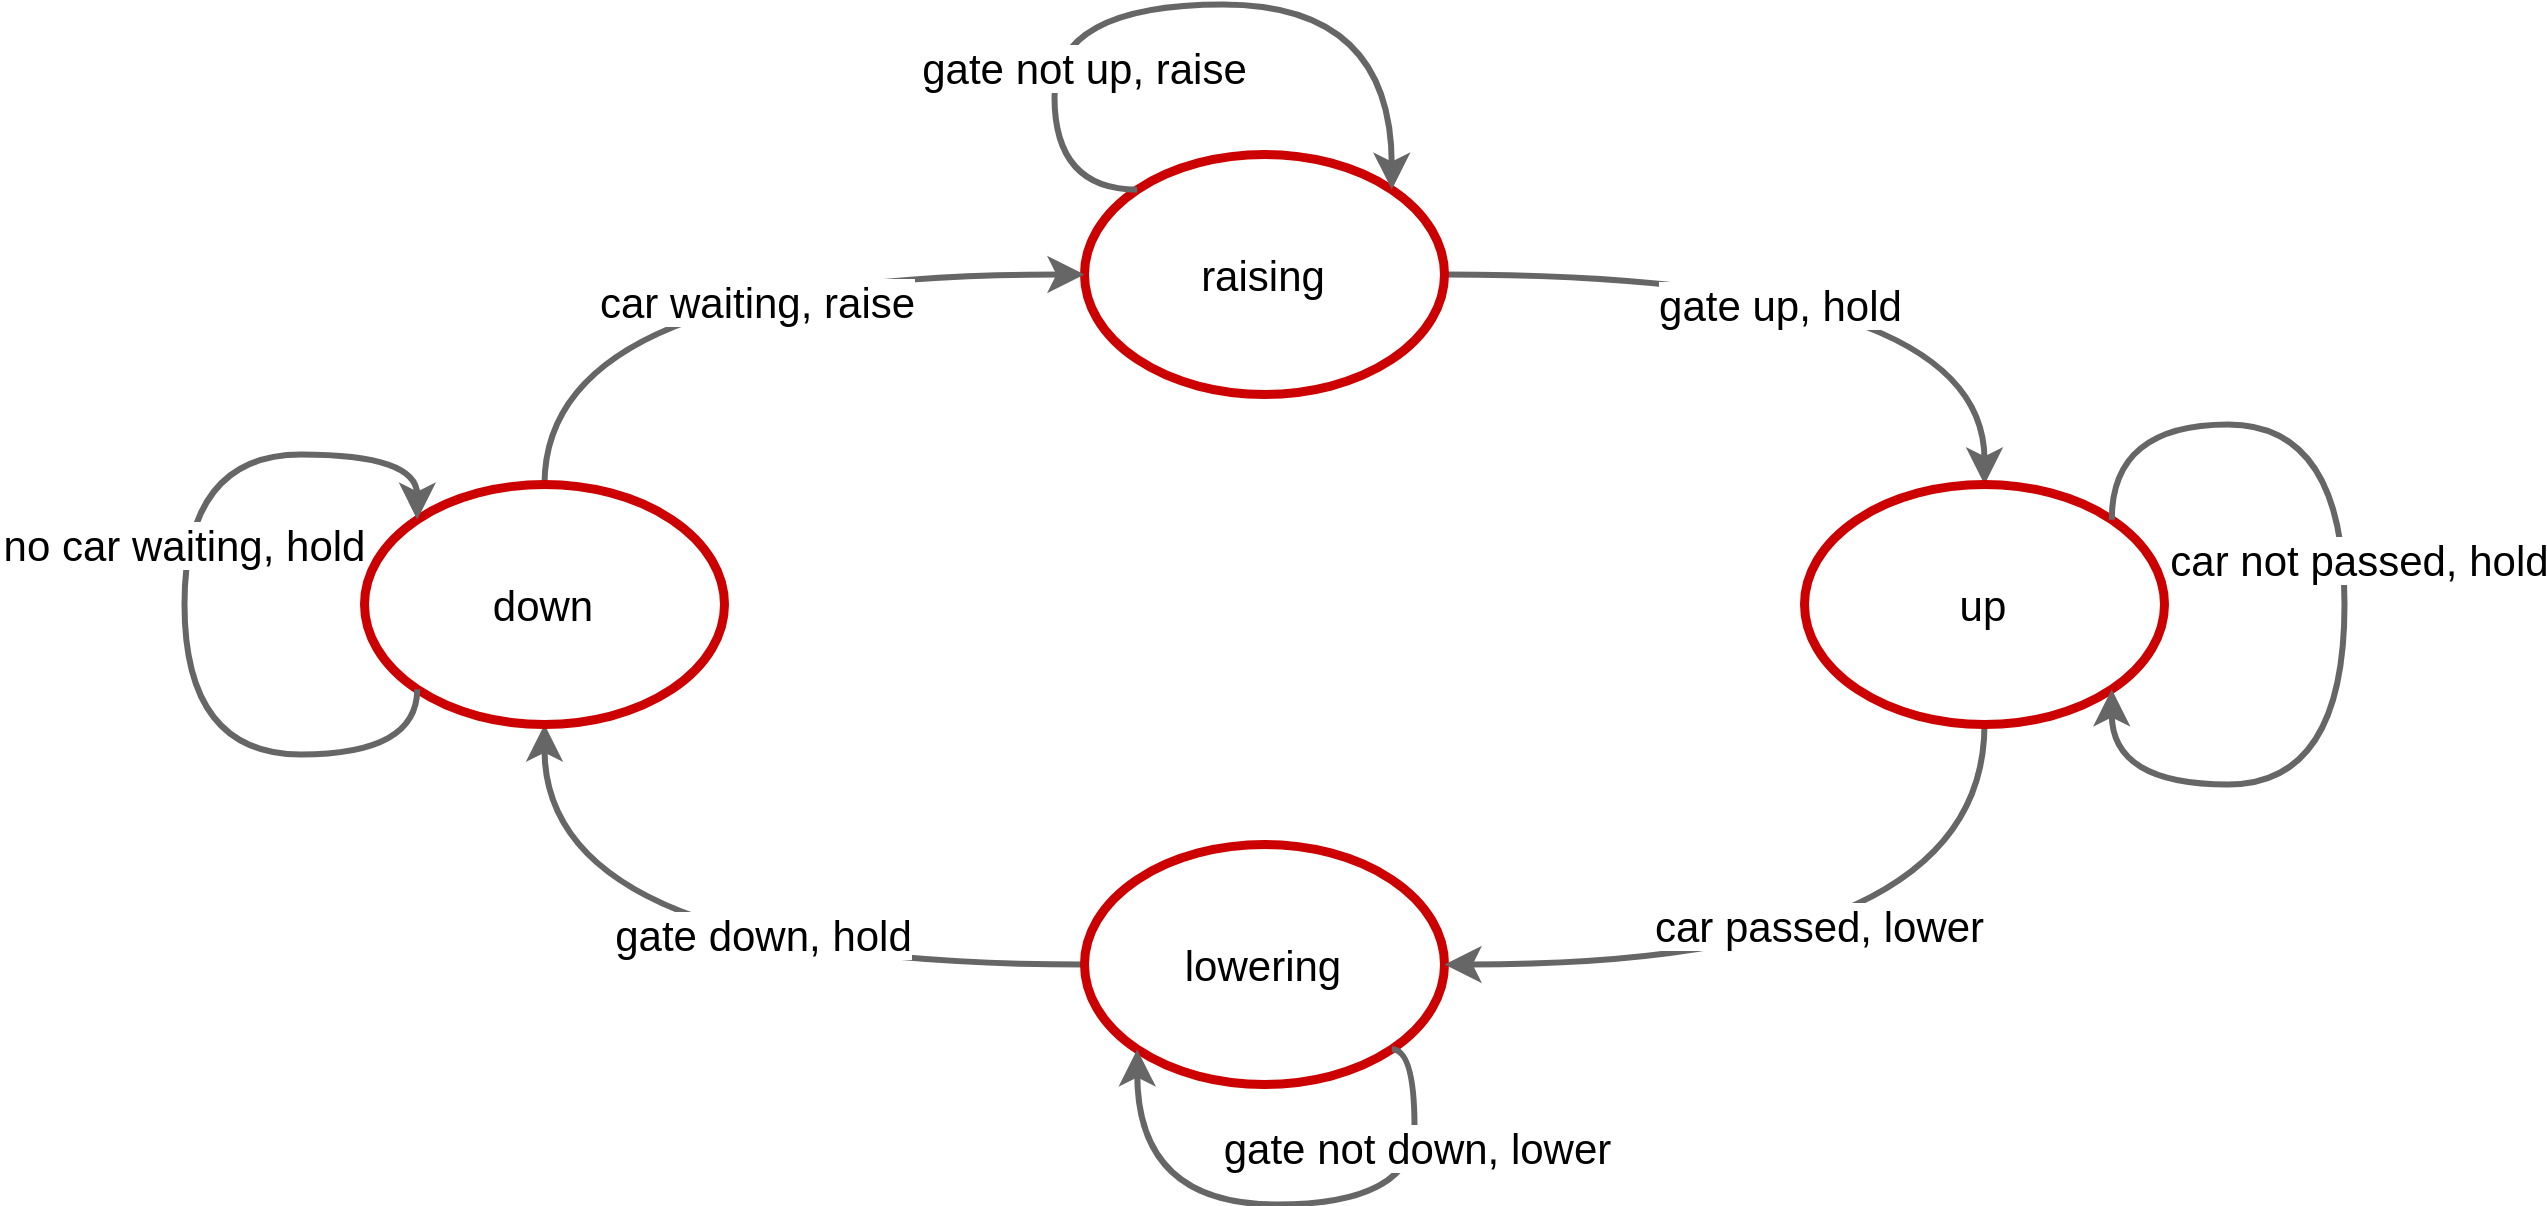 gate not up, raise
raising
car waiting, raise
gate up, hold
no car waiting, hold
car not passed, hold
down
up
gate down, hold
car passed, lower
lowering
gate not down, lower